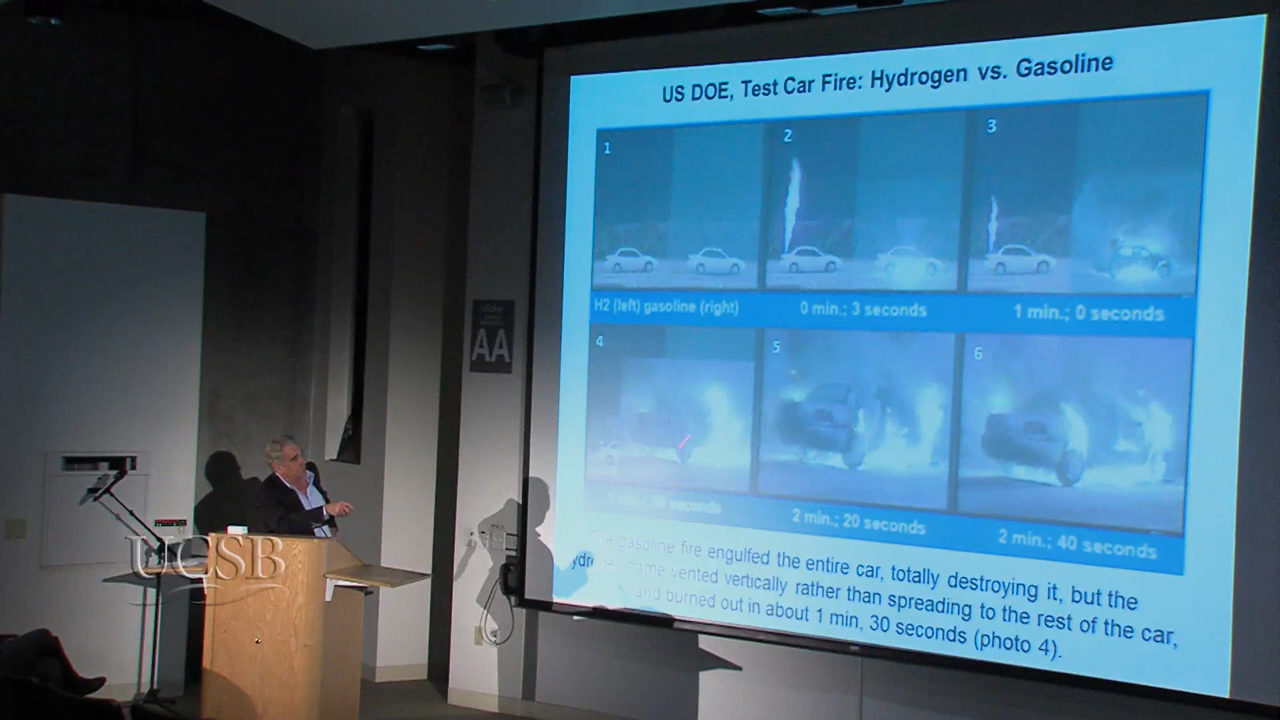 US DOE, Test Car Fire: Hydrogen vs. Gasoline
1
2
3
H2 (left) gasoline (right)
0 min.; 3 seconds
1 min.; 0 seconds
4
5
6
seconds
2 min.; 20 seconds
2 min.; 40 seconds
gasoline fire engulfed the entire car, totally destroying it, but the
vented vertically rather than spreading to the rest of the car,
and burned out in about 1 min, 30 seconds (photo 4).
AA
UCSB